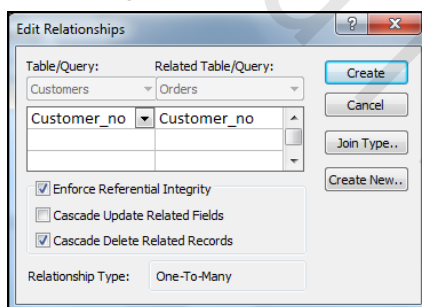 Edit Relationships
?
X
Table/Query: Related Table/Query:
Customers Orders
Create
Customer_no Customer_no
Cancel
Join Type..
Enforce Referential Integrity
Create New..
Cascade Update Related Fields
Cascade Delete Related Records
Relationship Type: One-To-Many